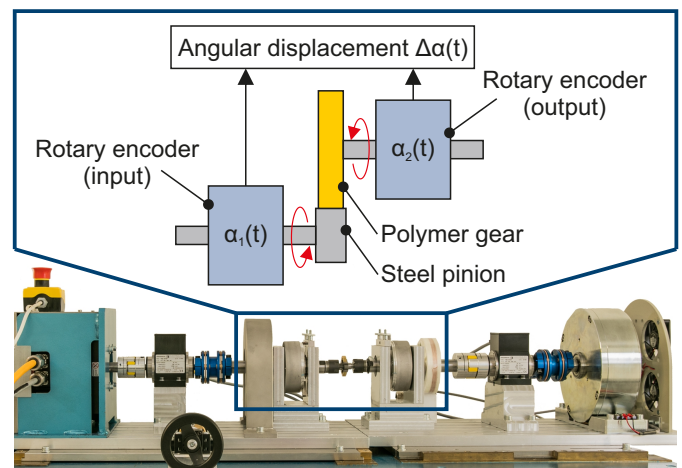 Angular displacement Δα(t)
Rotary encoder
(output)
α₂(t)
Rotary encoder
(input)
α₁(t)
Polymer gear
Steel pinion